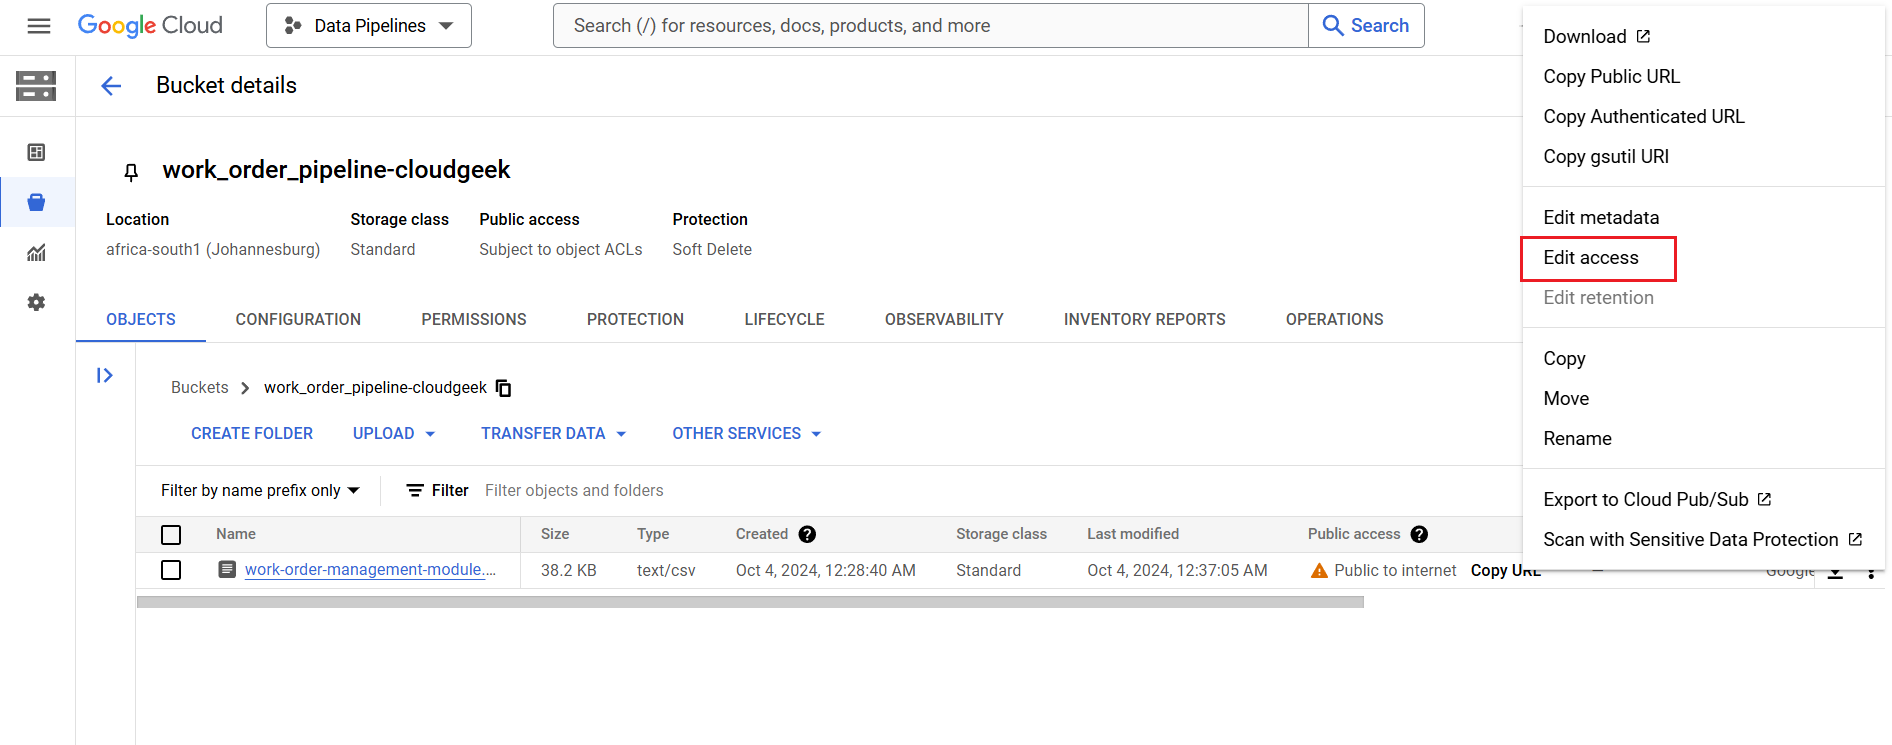 Google Cloud
Data Pipelines
Search (/) for resources, docs, products, and more
Search
Bucket details
work_order_pipeline-cloudgeek
Location Storage class Public access Protection
africa-south1 (Johannesburg) Standard Subject to object ACLs Soft Delete
OBJECTS CONFIGURATION PERMISSIONS PROTECTION LIFECYCLE OBSERVABILITY INVENTORY REPORTS OPERATIONS
Buckets > work_order_pipeline-cloudgeek
CREATE FOLDER UPLOAD TRANSFER DATA OTHER SERVICES
Filter by name prefix only Filter Filter objects and folders
Name Size Type Created Storage class Last modified Public access
work-order-management-module.... 38.2 KB text/csv Oct 4, 2024, 12:28:40 AM Standard Oct 4, 2024, 12:37:05 AM Public to internet Copy URL Google
Download
Copy Public URL
Copy Authenticated URL
Copy gsutil URI
Edit metadata
Edit access
Edit retention
Copy
Move
Rename
Export to Cloud Pub/Sub
Scan with Sensitive Data Protection